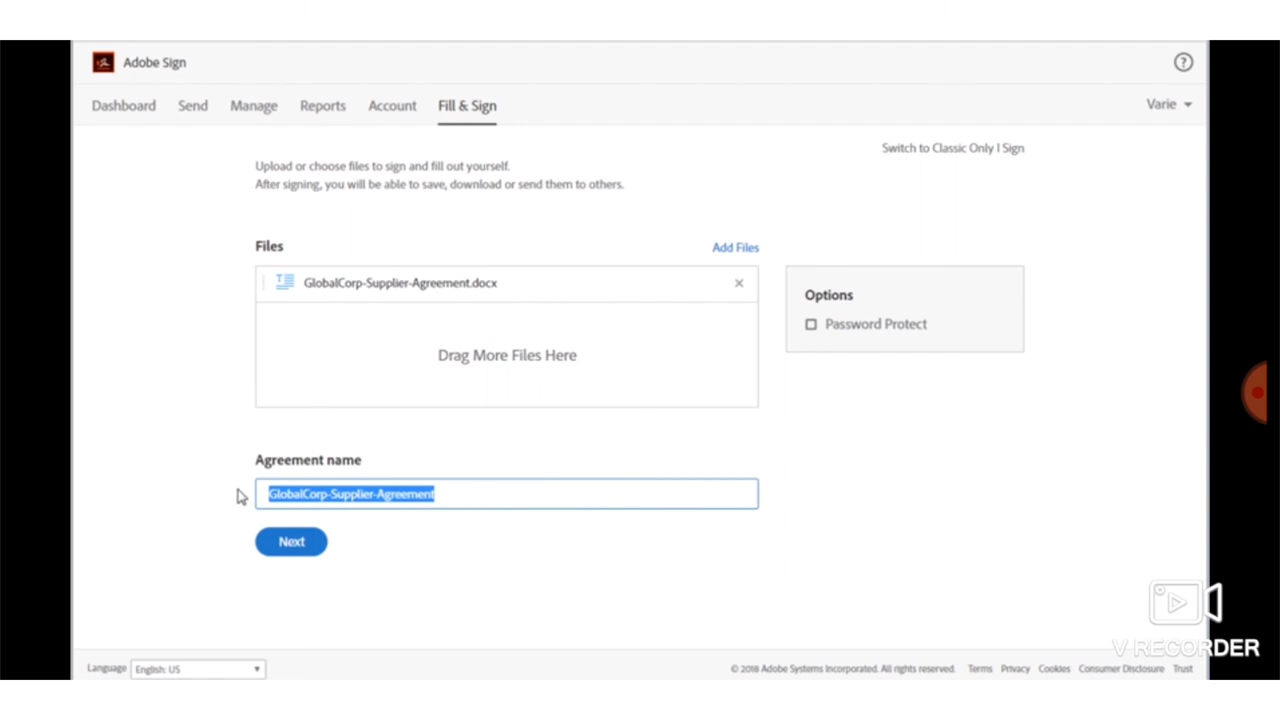 Adobe Sign
Dashboard Send Manage Reports Account Fill & Sign Varie
Switch to Classic Only I Sign
Upload or choose files to sign and fill out yourself.
After signing, you will be able to save, download or send them to others.
Files Add Files
GlobalCorp-Supplier-Agreement.docx
Options
Password Protect
Drag More Files Here
Agreement name
GlobalCorp-Supplier-Agreement
Next
V RECORDER
Language English: US
© 2018 Adobe Systems Incorporated. All rights reserved. Terms Privacy Cookies Consumer Disclosure Trust